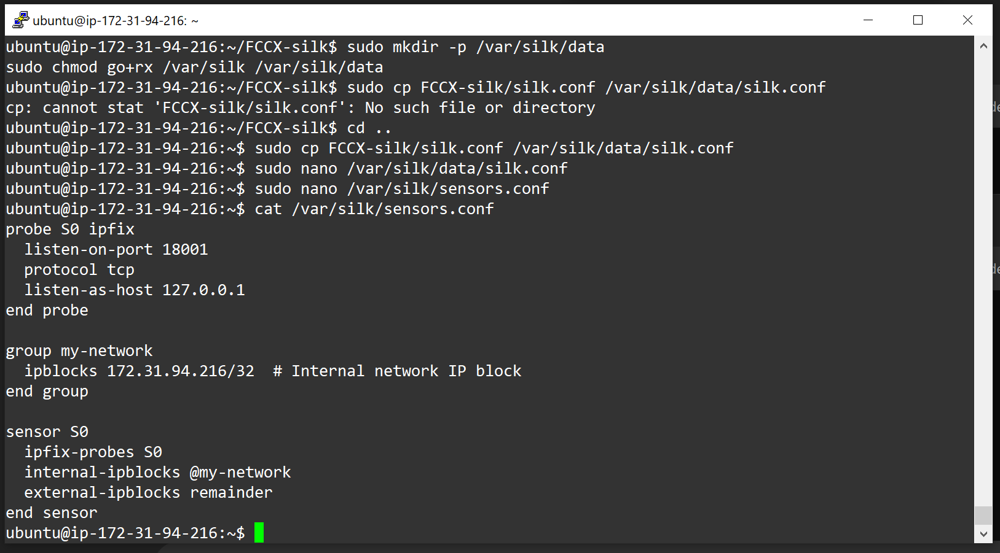 ubuntu@ip-172-31-94-216: ~
ubuntu@ip-172-31-94-216:~/FCCX-silk$ sudo mkdir -p /var/silk/data
sudo chmod go+rx /var/silk /var/silk/data
ubuntu@ip-172-31-94-216:~/FCCX-silk$ sudo cp FCCX-silk/silk.conf /var/silk/data/silk.conf
cp: cannot stat 'FCCX-silk/silk.conf': No such file or directory
ubuntu@ip-172-31-94-216:~/FCCX-silk$ cd ..
ubuntu@ip-172-31-94-216:~$ sudo cp FCCX-silk/silk.conf /var/silk/data/silk.conf
ubuntu@ip-172-31-94-216:~$ sudo nano /var/silk/data/silk.conf
ubuntu@ip-172-31-94-216:~$ sudo nano /var/silk/sensors.conf
ubuntu@ip-172-31-94-216:~$ cat /var/silk/sensors.conf
probe S0 ipfix
  listen-on-port 18001
  protocol tcp
  listen-as-host 127.0.0.1
end probe

group my-network
  ipblocks 172.31.94.216/32  # Internal network IP block
end group

sensor S0
  ipfix-probes S0
  internal-ipblocks @my-network
  external-ipblocks remainder
end sensor
ubuntu@ip-172-31-94-216:~$